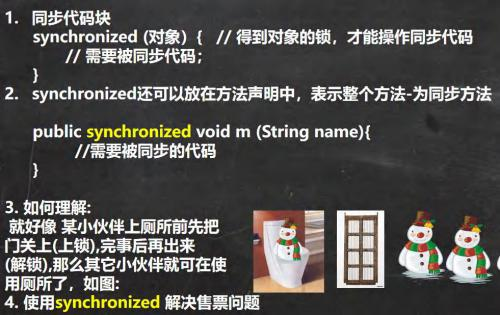 1. 同步代码块
synchronized (对象) { // 得到对象的锁，才能操作同步代码
// 需要被同步代码；
}
2. synchronized还可以放在方法声明中，表示整个方法-为同步方法
public synchronized void m (String name){
//需要被同步的代码
}
3. 如何理解:
就好像 某小伙伴上厕所前先把
门关上(上锁),完事后再出来
(解锁),那么其它小伙伴就可在使
用厕所了，如图:
4. 使用synchronized 解决售票问题